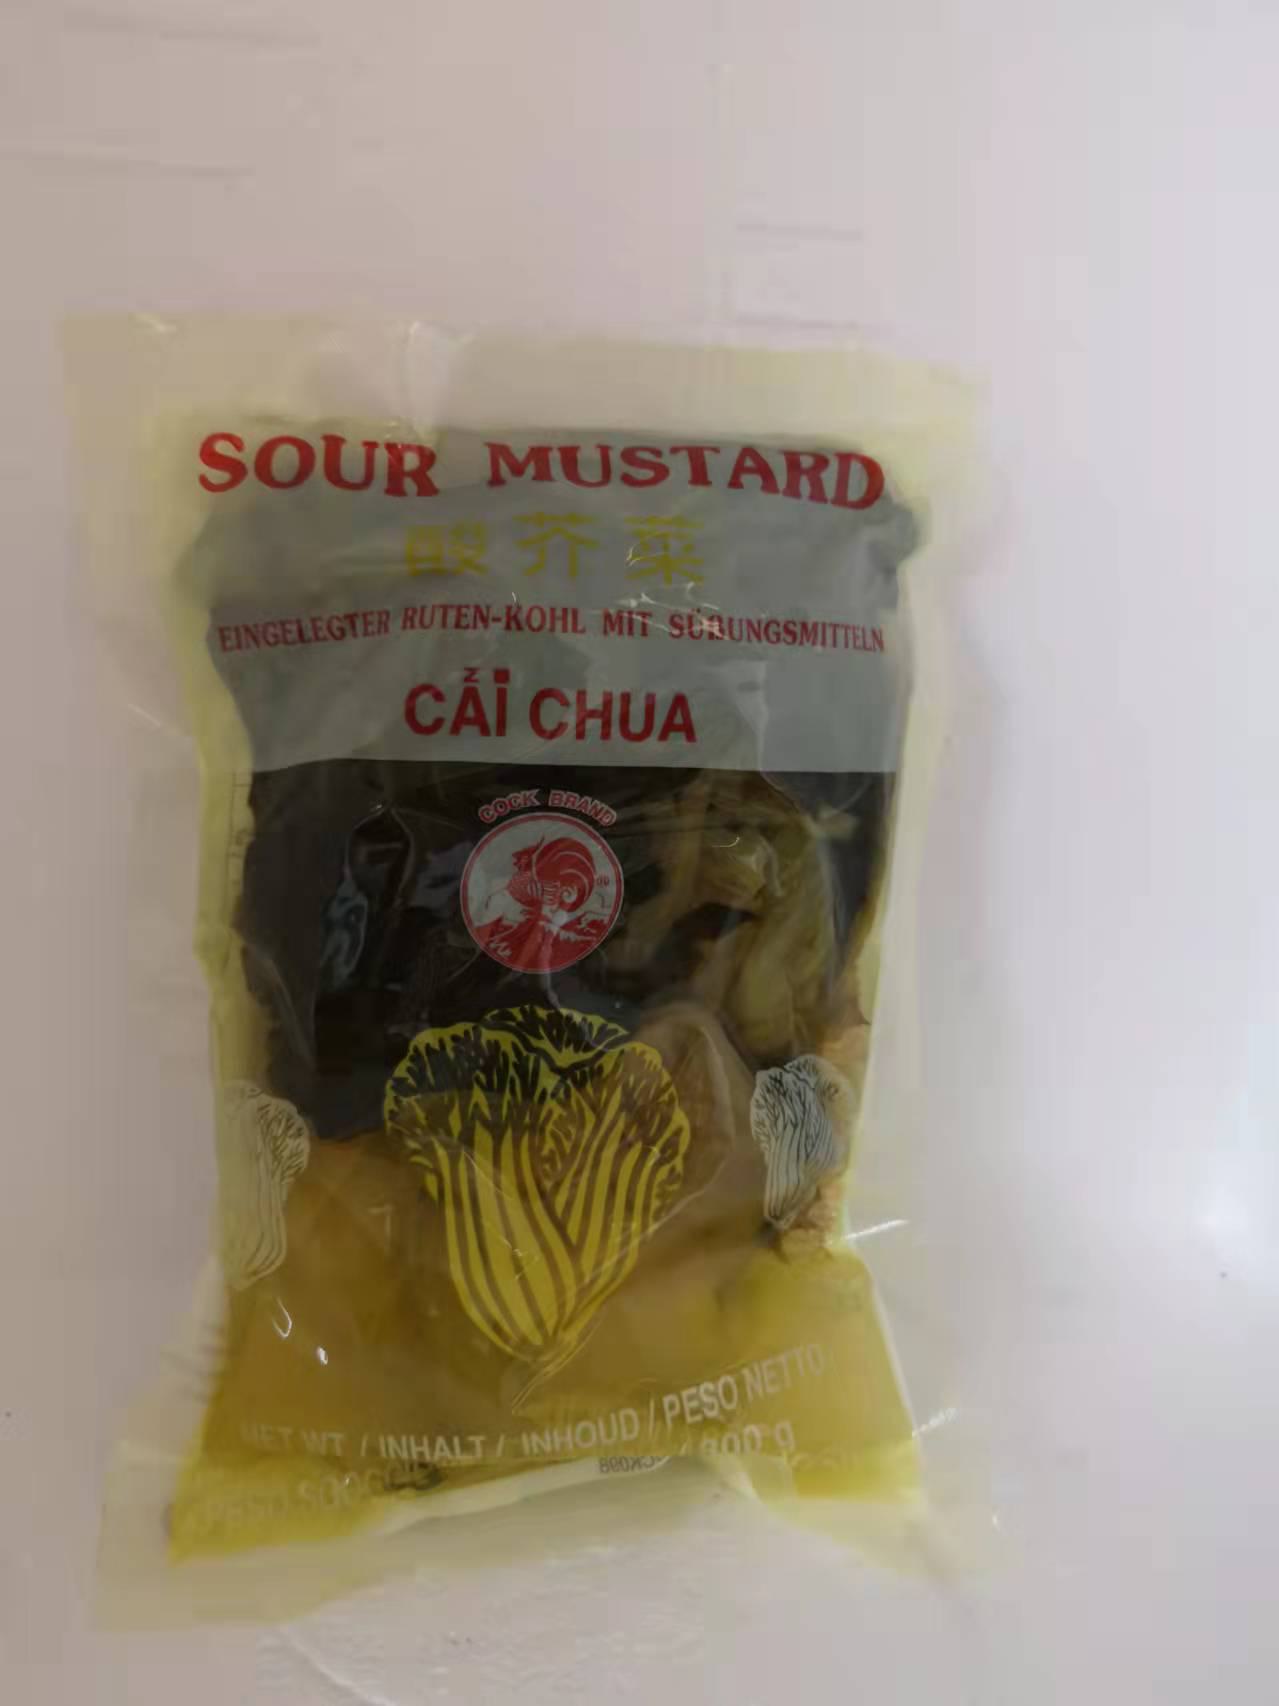 SOUR MUSTARD
酸芥菜
EINGELEGTER RUTEN-KOHL MIT SÜßUNGSMITTELN
CẢI CHUA
COCK BRAND
®
NET WT / INHALT / INHOUD / PESO NETTO
300 g